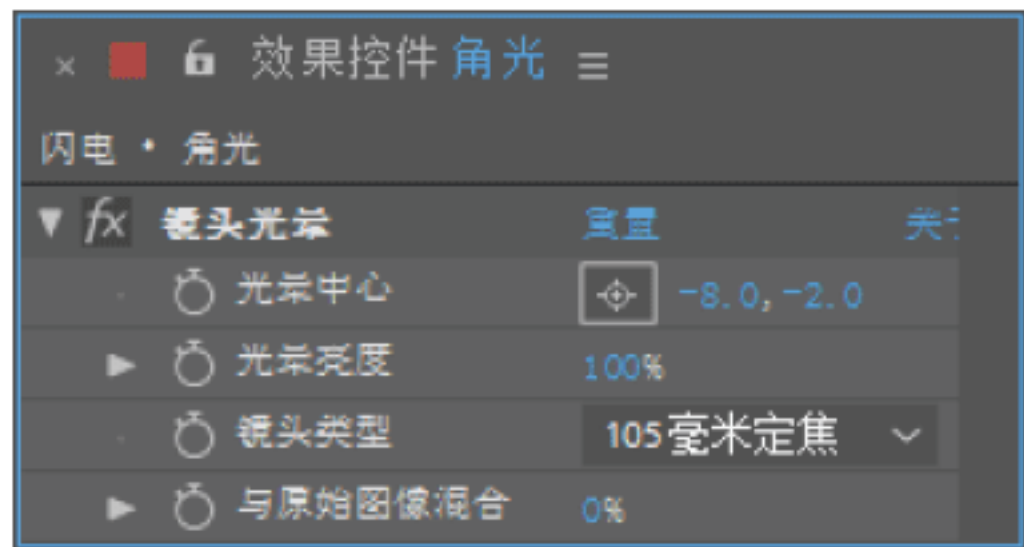 效果控件 角光
闪电 • 角光
fx 镜头光晕 重置
光晕中心 -8.0,-2.0
光晕亮度 100%
镜头类型 105毫米定焦
与原始图像混合 0%